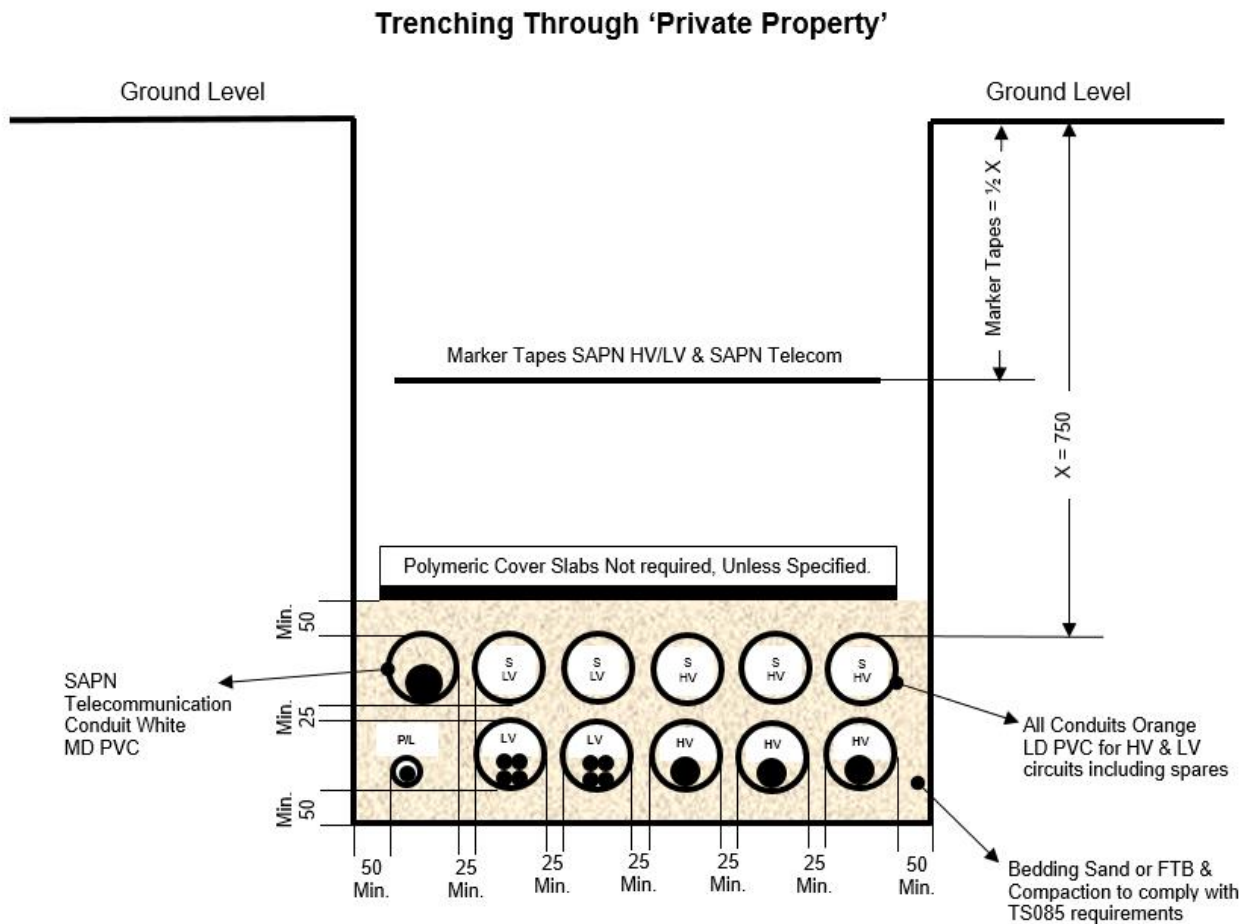 Trenching Through ‘Private Property’
Ground Level
Ground Level
Marker Tapes = ½ X
Marker Tapes SAPN HV/LV & SAPN Telecom
X = 750
Polymeric Cover Slabs Not required, Unless Specified.
Min.
50
S
LV
S
LV
S
HV
S
HV
S
HV
SAPN
Telecommunication
Conduit White
MD PVC
Min.
25
P/L
LV
LV
HV
HV
HV
All Conduits Orange
LD PVC for HV & LV
circuits including spares
Min.
50
50
Min.
25
Min.
25
Min.
25
Min.
25
Min.
25
Min.
50
Min.
Bedding Sand or FTB &
Compaction to comply with
TS085 requirements